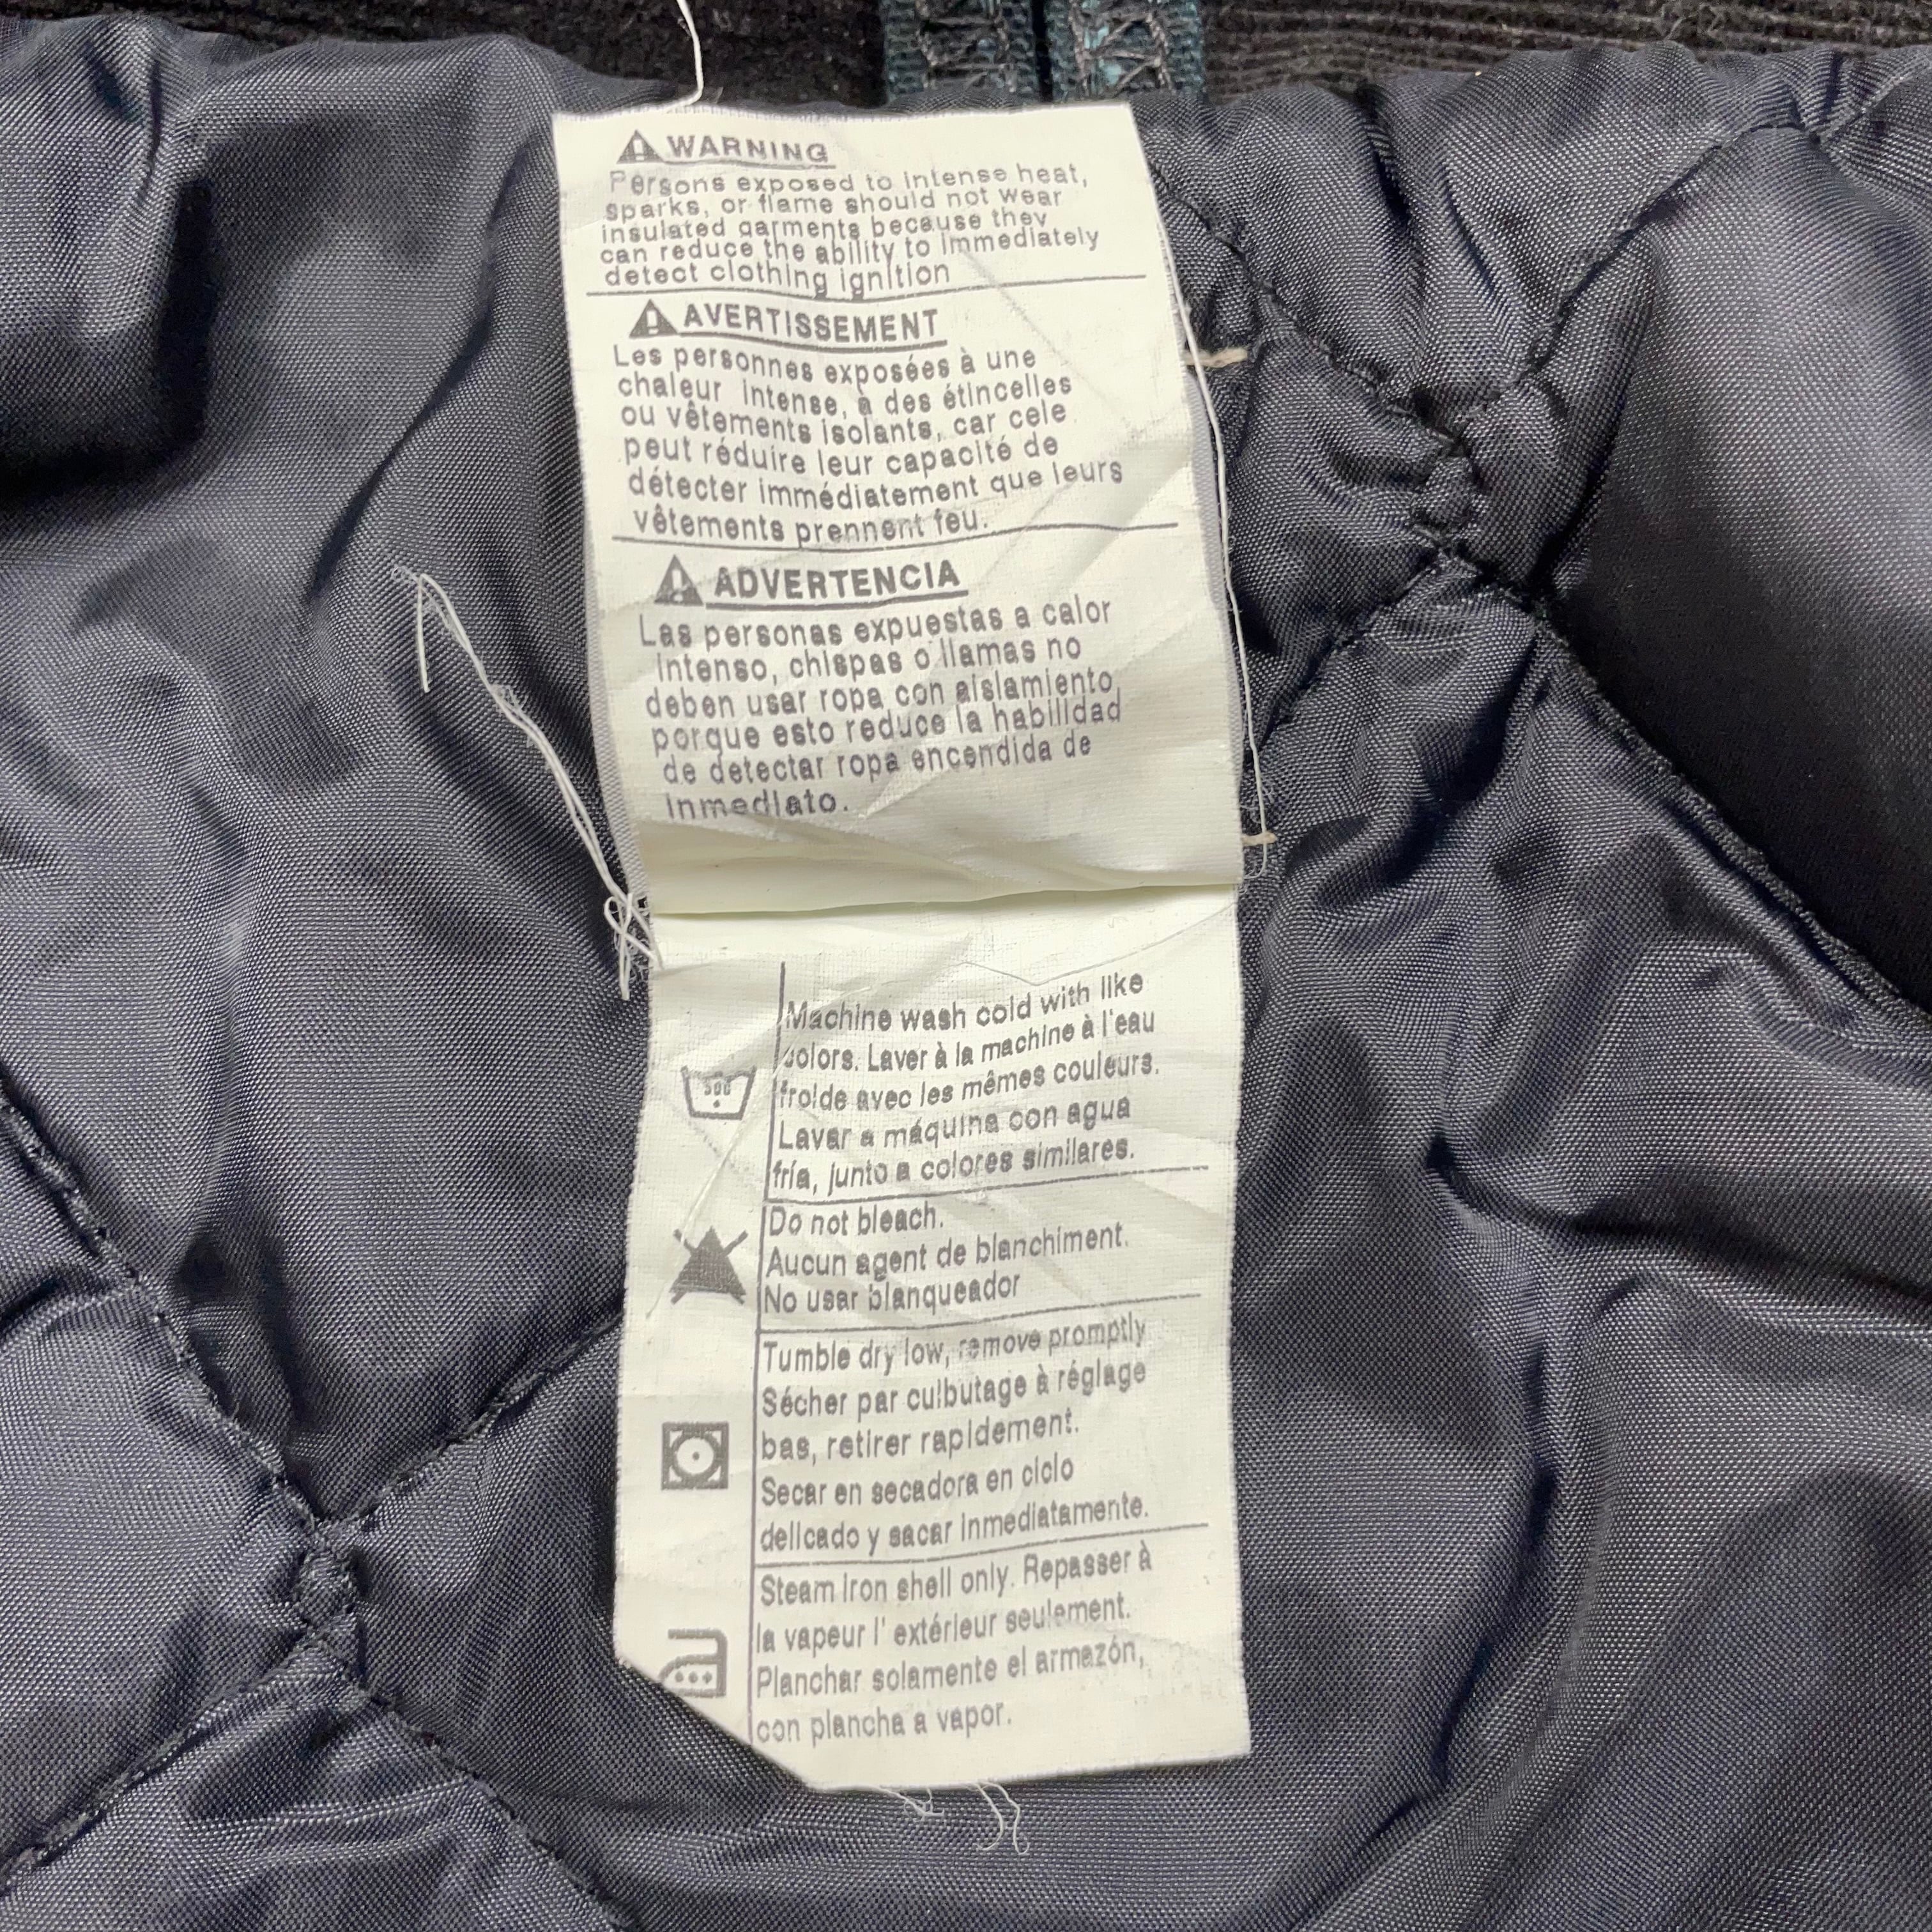 WARNING
Persons exposed to intense heat,
sparks, or flame should not wear
insulated garments because they
can reduce the ability to immediately
detect clothing ignition
AVERTISSEMENT
Les personnes exposées à une
chaleur intense, à des étincelles
ou vêtements isolants, car cele
peut réduire leur capacité de
détecter immédiatement que leurs
vêtements prennent feu.
ADVERTENCIA
Las personas expuestas a calor
intenso, chispas o llamas no
deben usar ropa con aislamiento,
porque esto reduce la habilidad
de detectar ropa encendida de
inmediato.
Machine wash cold with like
colors. Laver à la machine à l'eau
froide avec les mêmes couleurs.
Lavar a máquina con agua
fría, junto a colores similares.
Do not bleach.
Aucun agent de blanchiment.
No usar blanqueador
Tumble dry low, remove promptly
Sécher par culbutage à réglage
bas, retirer rapidement.
Secar en secadora en ciclo
delicado y sacar inmediatamente.
Steam iron shell only. Repasser à
la vapeur l' extérieur seulement.
Planchar solamente el armazón,
con plancha a vapor.